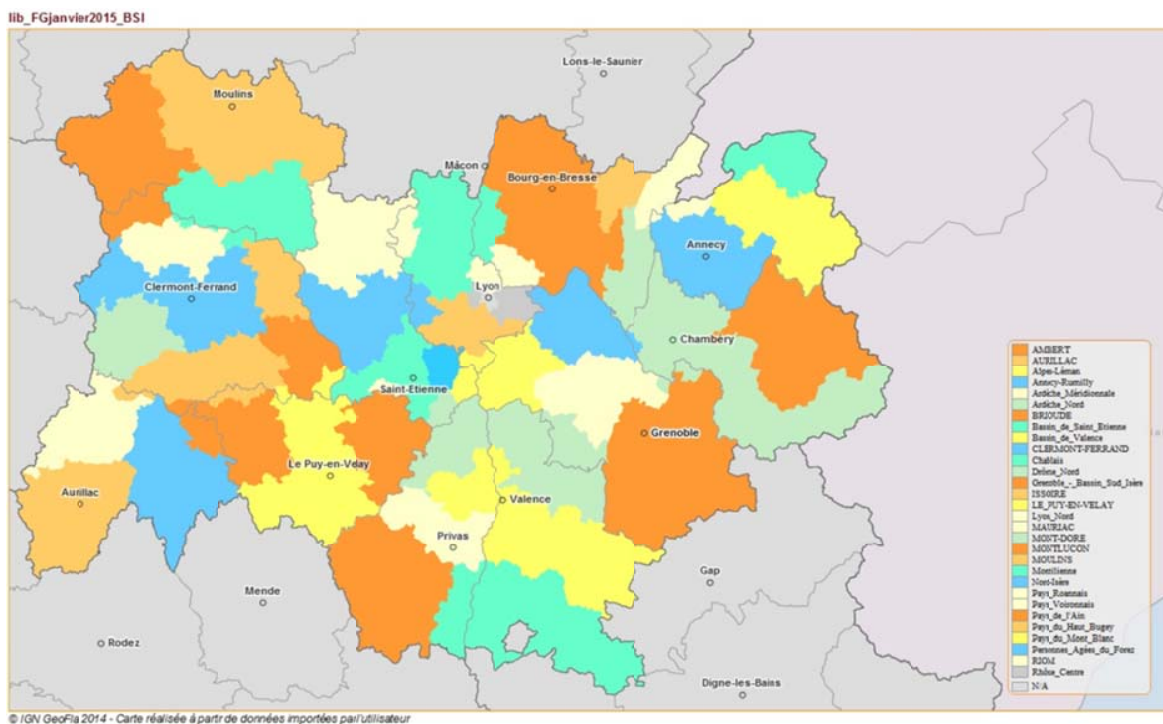 lib_FGjanvier2015_BSI
Lons-le-Saunier
Moulins
Mâcon
Bourg-en-Bresse
Annecy
Clermont-Ferrand
Lyon
Chambéry
Saint-Etienne
Grenoble
Le Puy-en-Velay
Aurillac
Valence
Privas
Mende
Gap
Rodez
Digne-les-Bains
AMBERT
AURILLAC
Alpes-Léman
Annecy-Rumilly
Ardèche_Méridionnale
Ardèche_Nord
BRIOUDE
Bassin_de_Saint_Etienne
Bassin_de_Valence
CLERMONT-FERRAND
Chablais
Drôme_Nord
Grenoble_-_Bassin_Sud_Isère
ISSOIRE
LE_PUY-EN-VELAY
Lyon_Nord
MAURIAC
MONT-DORE
MONTLUCON
MOULINS
Montilienne
Nord-Isère
Pays_Roannais
Pays_Voironnais
Pays_de_l'Ain
Pays_du_Haut_Bugey
Pays_du_Mont_Blanc
Personnes_Agées_du_Forez
RIOM
Rhône_Centre
N/A
© IGN GeoFla 2014 - Carte réalisée à partir de données importées par l'utilisateur